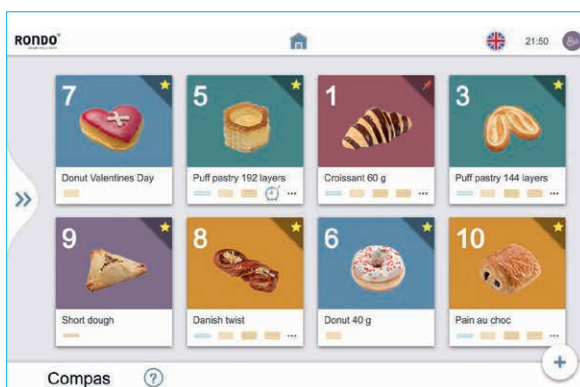 RONDO
21:50
7
5
1
3
Donut Valentines Day
Puff pastry 192 layers
Croissant 60 g
Puff pastry 144 layers
9
8
6
10
Short dough
Danish twist
Donut 40 g
Pain au choc
Compas ?
+